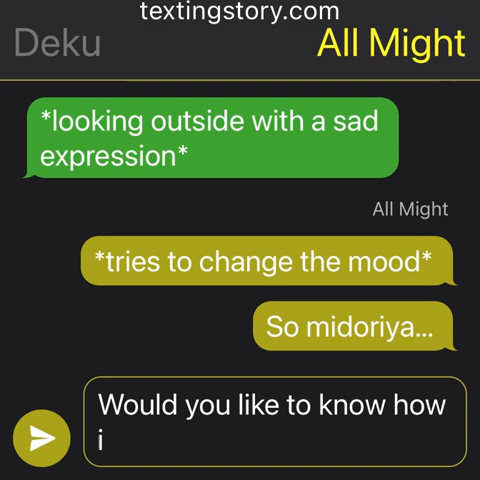 textingstory.com
Deku
All Might
*looking outside with a sad
expression*
All Might
*tries to change the mood*
So midoriya...
Would you like to know how
i